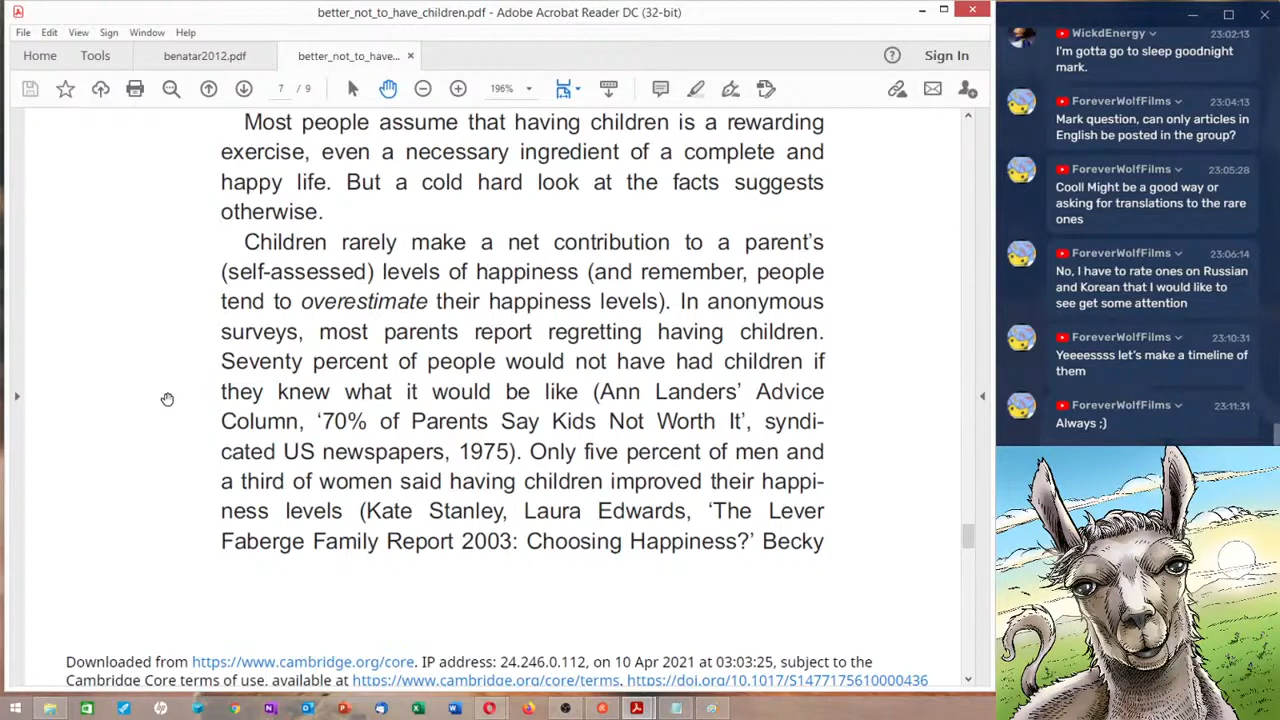 better_not_to_have_children.pdf - Adobe Acrobat Reader DC (32-bit)
File Edit View Sign Window Help
Home Tools benatar2012.pdf better_not_to_have... × Sign In
7 / 9 196%
Most people assume that having children is a rewarding
exercise, even a necessary ingredient of a complete and
happy life. But a cold hard look at the facts suggests
otherwise.
Children rarely make a net contribution to a parent's
(self-assessed) levels of happiness (and remember, people
tend to overestimate their happiness levels). In anonymous
surveys, most parents report regretting having children.
Seventy percent of people would not have had children if
they knew what it would be like (Ann Landers' Advice
Column, '70% of Parents Say Kids Not Worth It', syndi-
cated US newspapers, 1975). Only five percent of men and
a third of women said having children improved their happi-
ness levels (Kate Stanley, Laura Edwards, 'The Lever
Faberge Family Report 2003: Choosing Happiness?' Becky
Downloaded from https://www.cambridge.org/core. IP address: 24.246.0.112, on 10 Apr 2021 at 03:03:25, subject to the
Cambridge Core terms of use, available at https://www.cambridge.org/core/terms. https://doi.org/10.1017/S1477175610000436
WickdEnergy 23:02:13
I'm gotta go to sleep goodnight
mark.
ForeverWolfFilms 23:04:13
Mark question, can only articles in
English be posted in the group?
ForeverWolfFilms 23:05:28
Cooll Might be a good way or
asking for translations to the rare
ones
ForeverWolfFilms 23:06:14
No, I have to rate ones on Russian
and Korean that I would like to
see get some attention
ForeverWolfFilms 23:10:31
Yeeeessss let's make a timeline of
them
ForeverWolfFilms 23:11:31
Always ;)